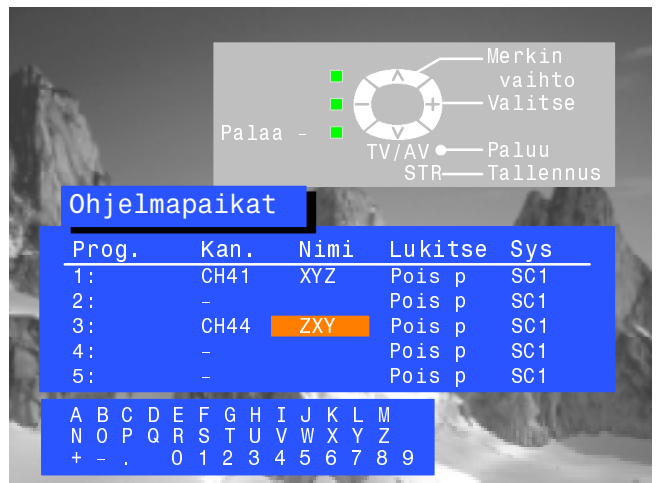 Merkin
vaihto
Valitse
Palaa -
TV/AV Paluu
STR Tallennus
Ohjelmapaikat
Prog. Kan. Nimi Lukitse Sys
1: CH41 XYZ Pois p SC1
2: - Pois p SC1
3: CH44 ZXY Pois p SC1
4: - Pois p SC1
5: - Pois p SC1
A B C D E F G H I J K L M
N O P Q R S T U V W X Y Z
+ - . 0 1 2 3 4 5 6 7 8 9